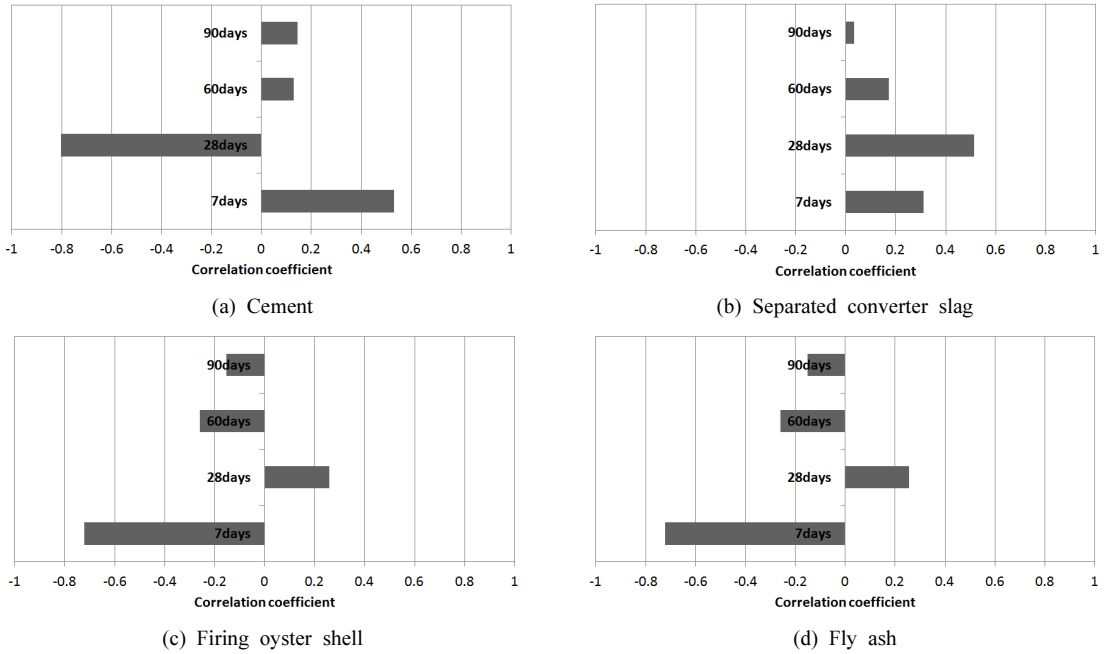 90days
60days
28days
7days
-1 -0.8 -0.6 -0.4 -0.2 0 0.2 0.4 0.6 0.8 1
Correlation coefficient
(a) Cement
90days
60days
28days
7days
-1 -0.8 -0.6 -0.4 -0.2 0 0.2 0.4 0.6 0.8 1
Correlation coefficient
(b) Separated converter slag
90days
60days
28days
7days
-1 -0.8 -0.6 -0.4 -0.2 0 0.2 0.4 0.6 0.8 1
Correlation coefficient
(c) Firing oyster shell
90days
60days
28days
7days
-1 -0.8 -0.6 -0.4 -0.2 0 0.2 0.4 0.6 0.8 1
Correlation coefficient
(d) Fly ash